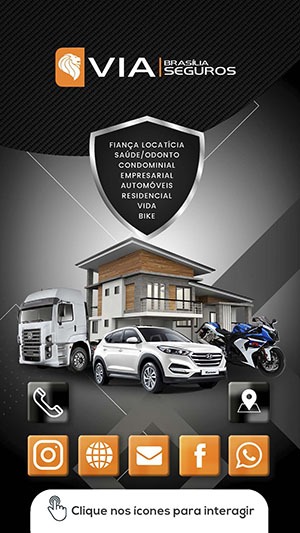 VIA BRASÍLIA
SEGUROS
FIANÇA LOCATÍCIA
SAÚDE/ODONTO
CONDOMINIAL
EMPRESARIAL
AUTOMÓVEIS
RESIDENCIAL
VIDA
BIKE
Clique nos ícones para interagir